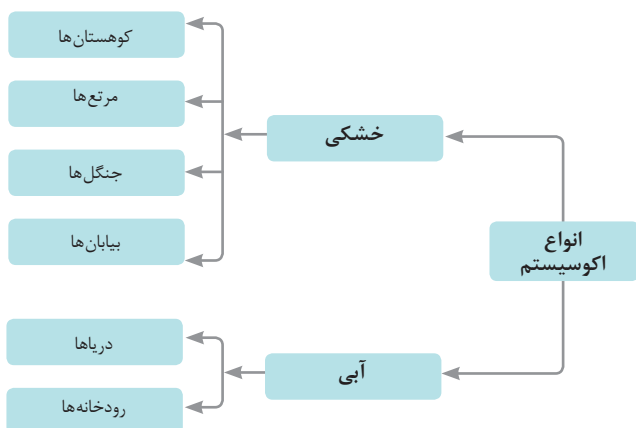 انواع
اکوسیستم
خشکی
کوهستان‌ها
مرتع‌ها
جنگل‌ها
بیابان‌ها
آبی
دریاها
رودخانه‌ها